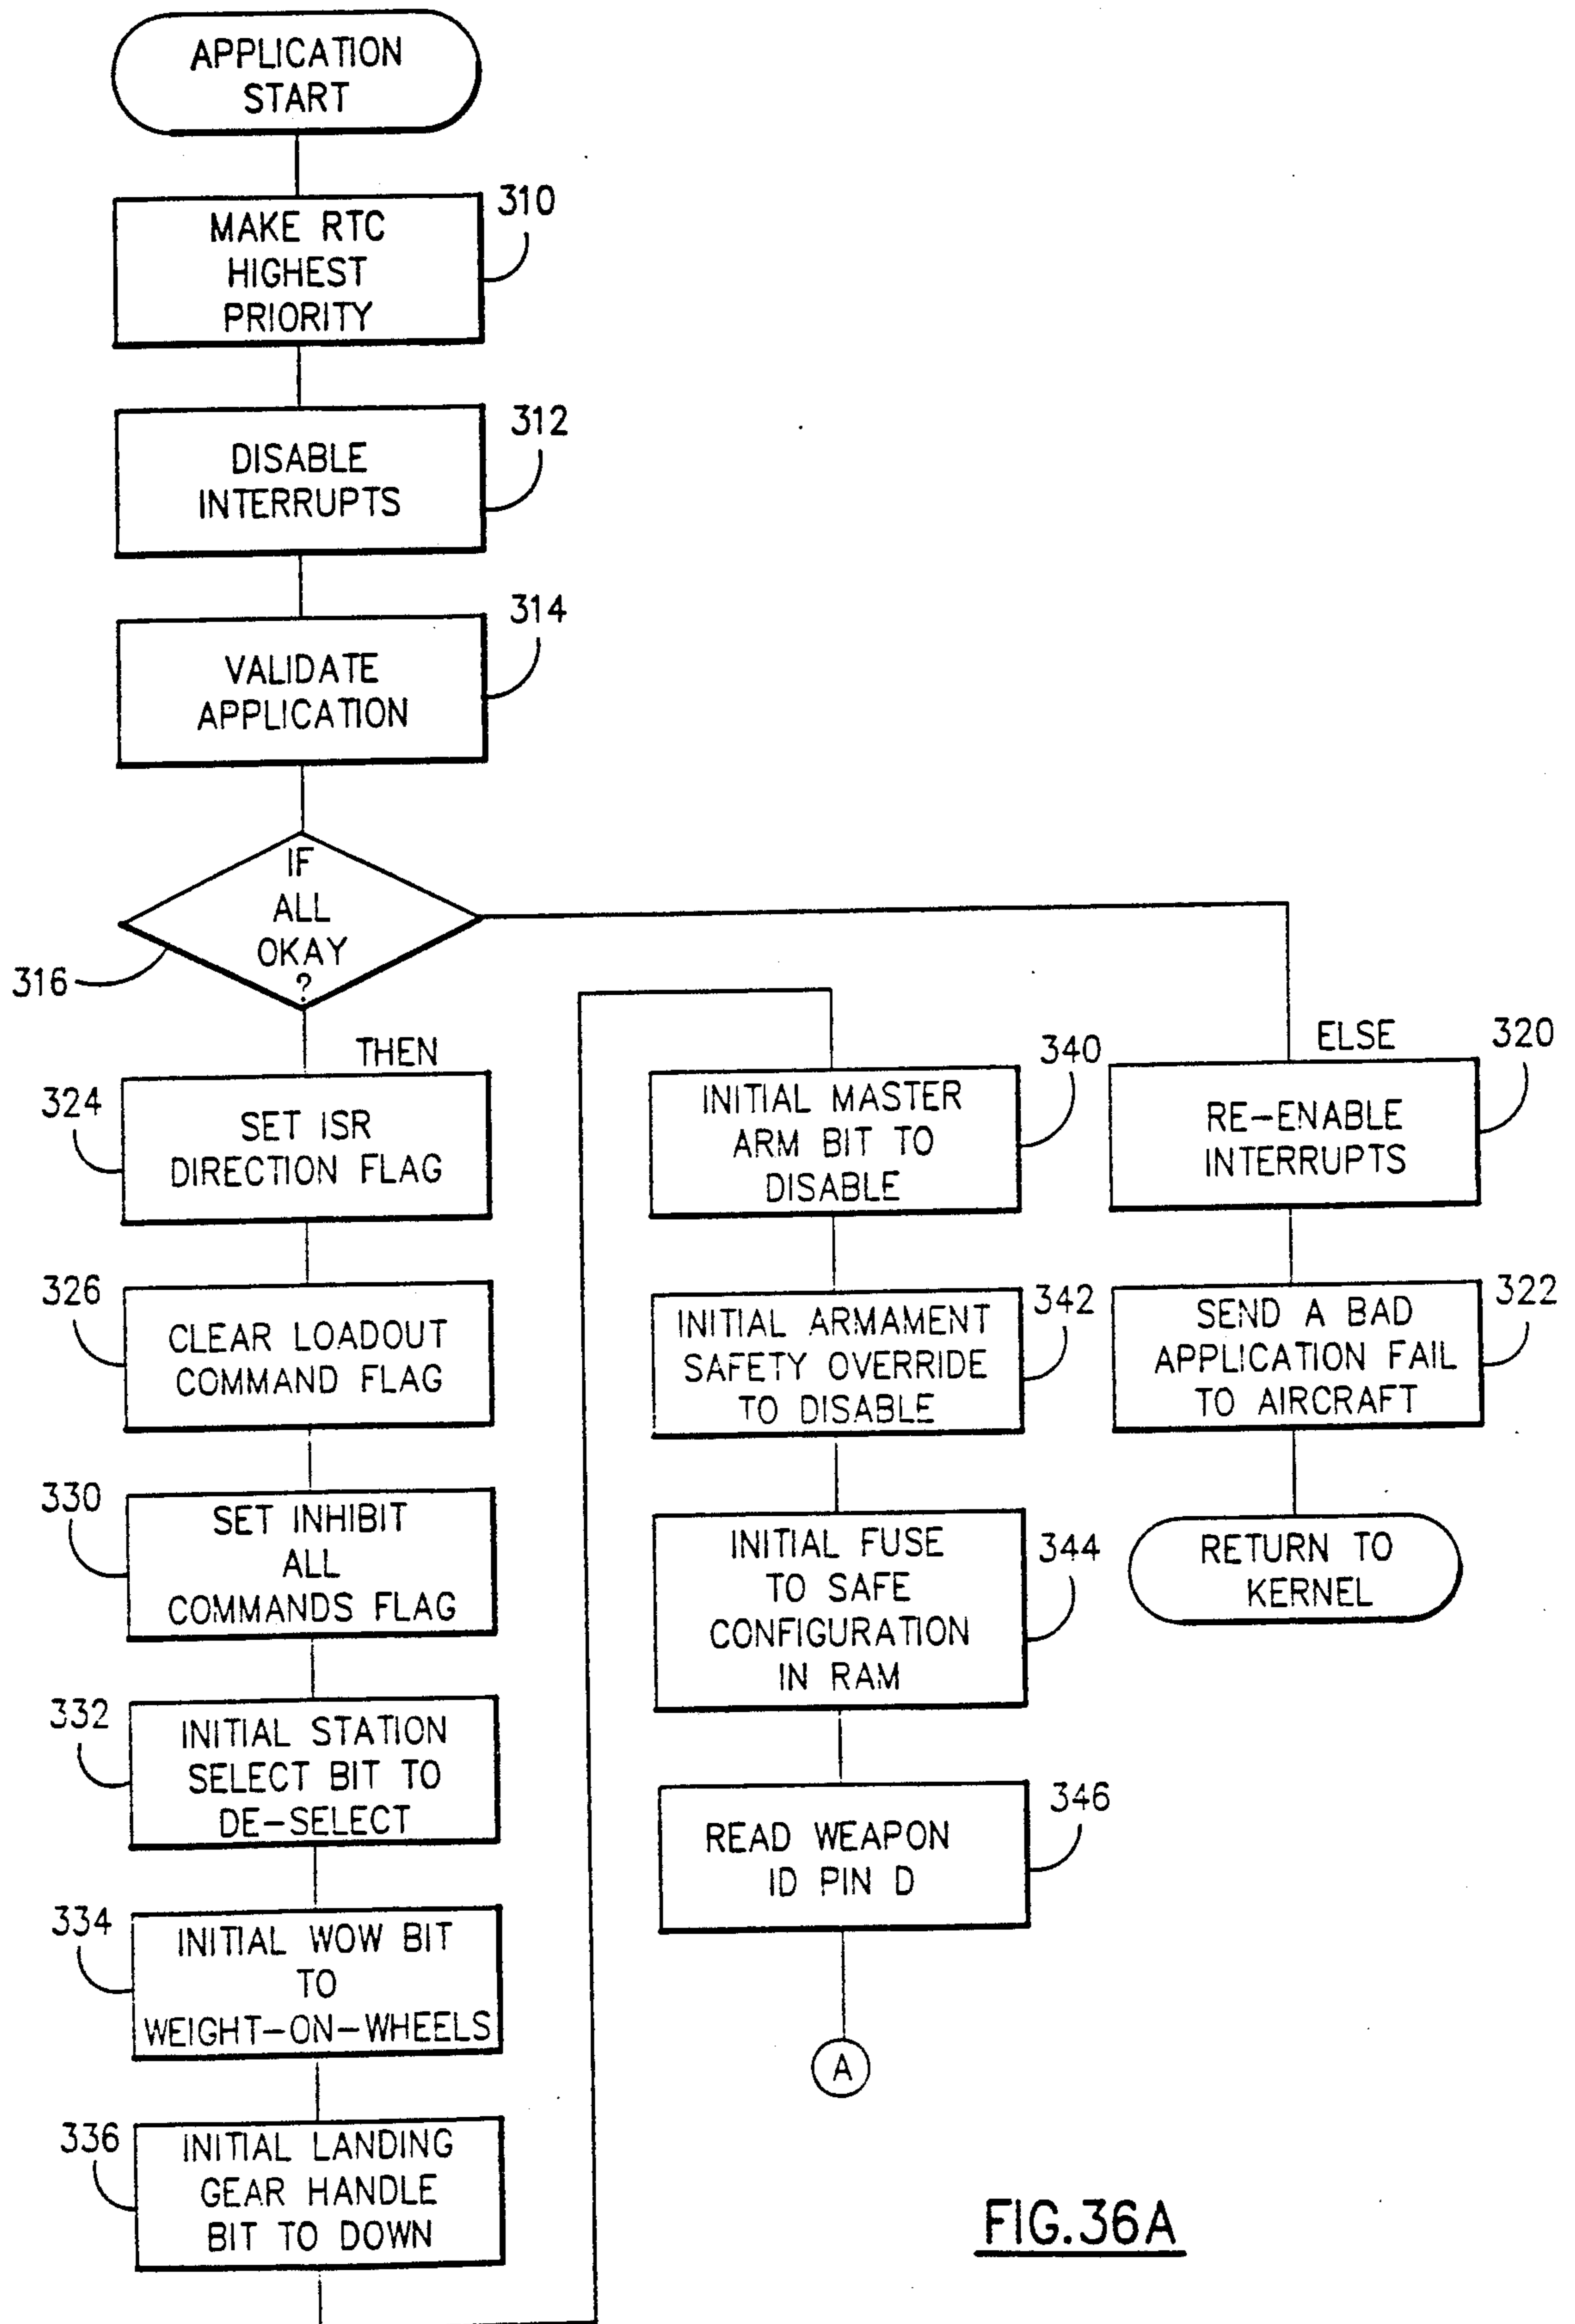 APPLICATION
START
310
MAKE RTC
HIGHEST
PRIORITY
312
DISABLE
INTERRUPTS
314
VALIDATE
APPLICATION
316
IF
ALL
OKAY
?
THEN
324
SET ISR
DIRECTION FLAG
326
CLEAR LOADOUT
COMMAND FLAG
330
SET INHIBIT
ALL
COMMANDS FLAG
332
INITIAL STATION
SELECT BIT TO
DE-SELECT
334
INITIAL WOW BIT
TO
WEIGHT-ON-WHEELS
336
INITIAL LANDING
GEAR HANDLE
BIT TO DOWN
340
INITIAL MASTER
ARM BIT TO
DISABLE
342
INITIAL ARMAMENT
SAFETY OVERRIDE
TO DISABLE
344
INITIAL FUSE
TO SAFE
CONFIGURATION
IN RAM
346
READ WEAPON
ID PIN D
A
ELSE
320
RE-ENABLE
INTERRUPTS
322
SEND A BAD
APPLICATION FAIL
TO AIRCRAFT
RETURN TO
KERNEL
FIG.36A